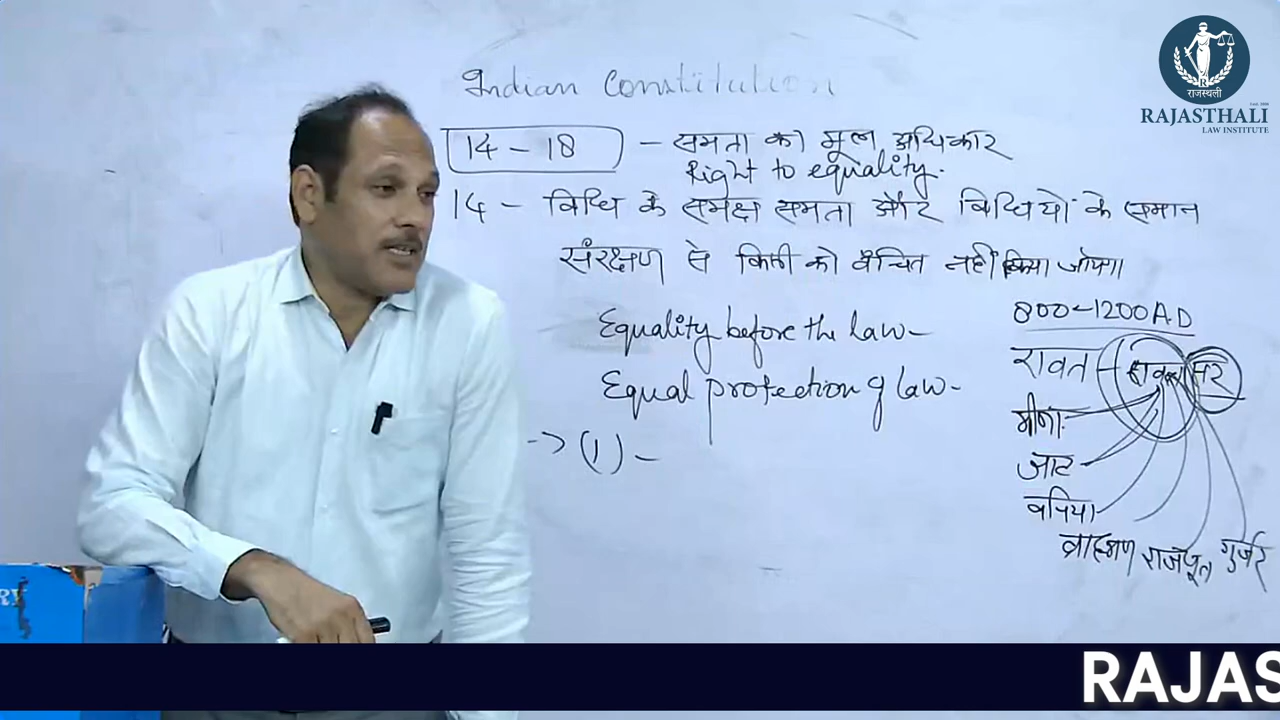 Indian Constitution
14 - 18 - समता का मूल अधिकार
Right to equality.
14 - विधि के समक्ष समता और विधियों के समान
संरक्षण से किसी को वंचित नहीं किया जाएगा
Equality before the law -
Equal protection of law -
-> (1) -
800-1200AD
रावत -
मीणा
जाट
बनिया
ब्राह्मण राजपूत गुर्जर
राजस्थली
RAJASTHALI
LAW INSTITUTE
RAJAS